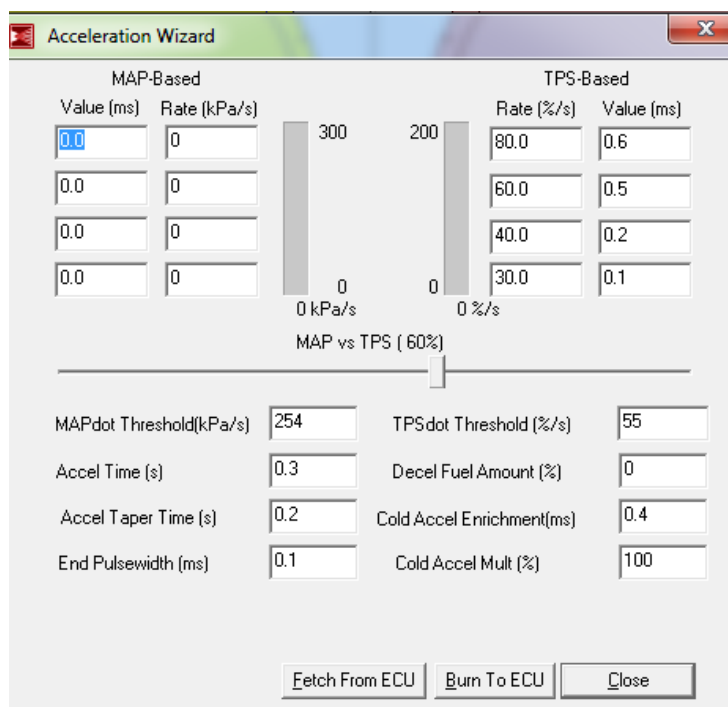 Acceleration Wizard
MAP-Based TPS-Based
Value (ms) Rate (kPa/s) Rate (%/s) Value (ms)
0.0 0 300 200 80.0 0.6
0.0 0 60.0 0.5
0.0 0 40.0 0.2
0.0 0 0 0 30.0 0.1
0 kPa/s 0 %/s
MAP vs TPS ( 60%)
MAPdot Threshold(kPa/s) 254 TPSdot Threshold (%/s) 55
Accel Time (s) 0.3 Decel Fuel Amount (%) 0
Accel Taper Time (s) 0.2 Cold Accel Enrichment(ms) 0.4
End Pulsewidth (ms) 0.1 Cold Accel Mult (%) 100
Fetch From ECU Burn To ECU Close